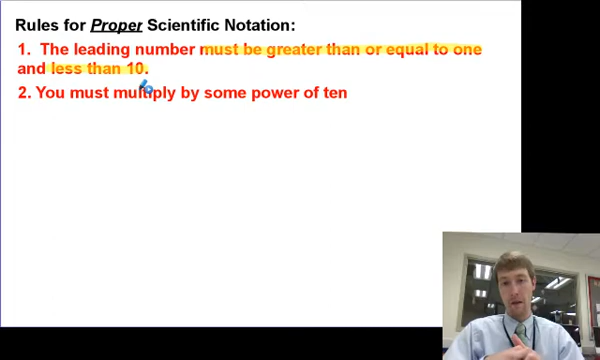 Rules for Proper Scientific Notation:
1. The leading number must be greater than or equal to one
and less than 10.
2. You must multiply by some power of ten